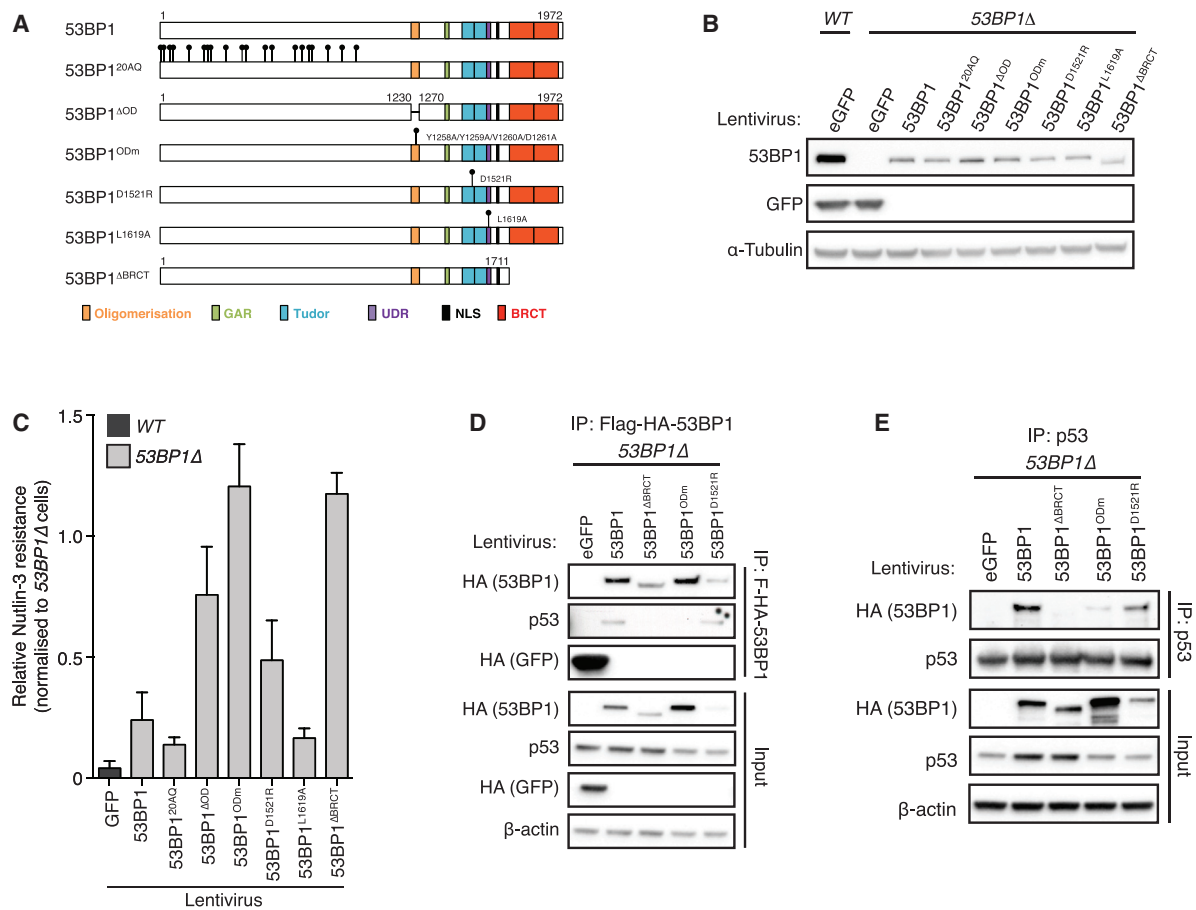 A
1
1972
53BP1
53BP1^20AQ
1
1230
1270
1972
53BP1^ΔOD
Y1258A/Y1259A/V1260A/D1261A
53BP1^ODm
D1521R
53BP1^D1521R
L1619A
53BP1^L1619A
1
1711
53BP1^ΔBRCT
Oligomerisation
GAR
Tudor
UDR
NLS
BRCT
B
WT
53BP1Δ
Lentivirus:
eGFP
eGFP
53BP1
53BP1^20AQ
53BP1^ΔOD
53BP1^ODm
53BP1^D1521R
53BP1^L1619A
53BP1^ΔBRCT
53BP1
GFP
α-Tubulin
C
Relative Nutlin-3 resistance
(normalised to 53BP1Δ cells)
1.5
1.0
0.5
0
WT
53BP1Δ
GFP
53BP1
53BP1^20AQ
53BP1^ΔOD
53BP1^ODm
53BP1^D1521R
53BP1^L1619A
53BP1^ΔBRCT
Lentivirus
D
IP: Flag-HA-53BP1
53BP1Δ
Lentivirus:
eGFP
53BP1
53BP1^ΔBRCT
53BP1^ODm
53BP1^D1521R
HA (53BP1)
p53
HA (GFP)
IP: F-HA-53BP1
HA (53BP1)
p53
HA (GFP)
β-actin
Input
E
IP: p53
53BP1Δ
Lentivirus:
eGFP
53BP1
53BP1^ΔBRCT
53BP1^ODm
53BP1^D1521R
HA (53BP1)
p53
IP: p53
HA (53BP1)
p53
β-actin
Input